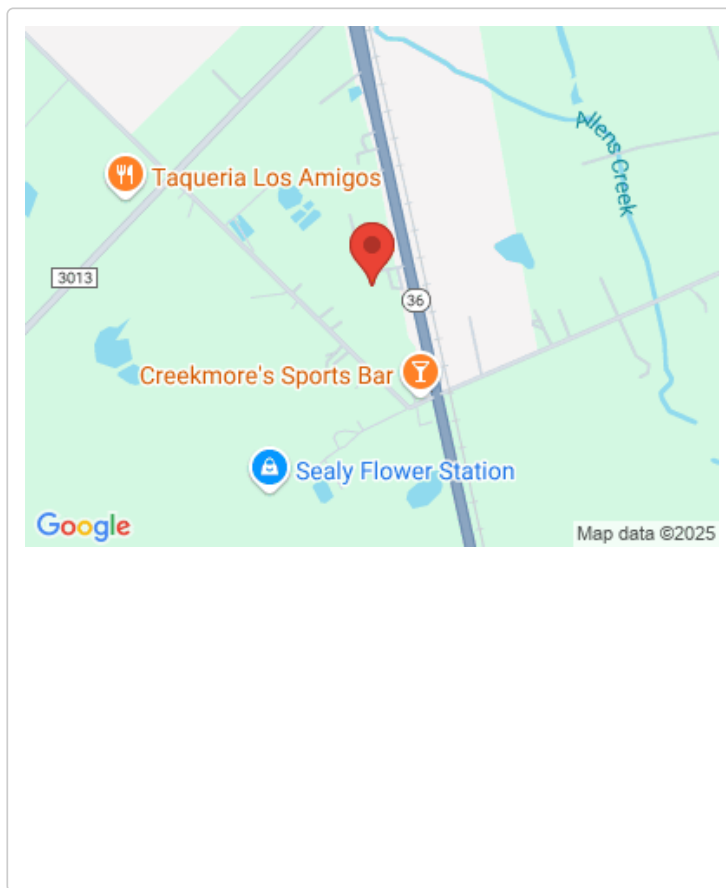 Allens Creek
Taqueria Los Amigos
3013
36
Creekmore's Sports Bar
Sealy Flower Station
Google
Map data ©2025